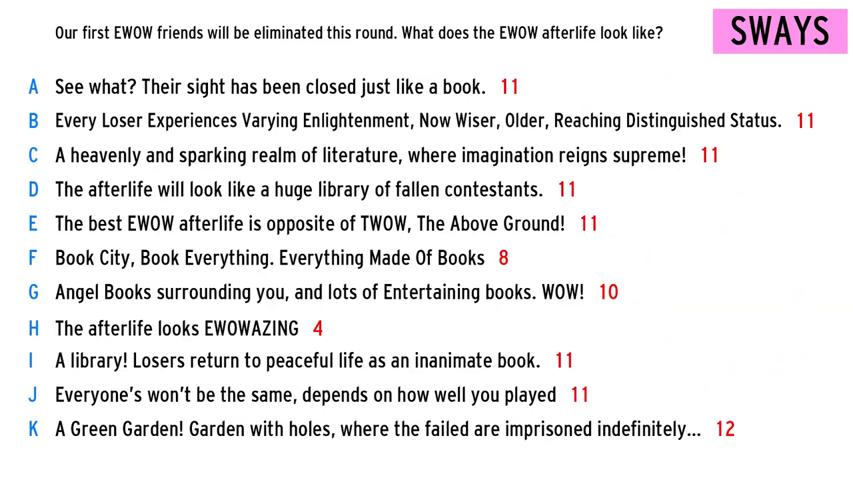 Our first EWOW friends will be eliminated this round. What does the EWOW afterlife look like?
SWAYS
A See what? Their sight has been closed just like a book. 11
B Every Loser Experiences Varying Enlightenment, Now Wiser, Older, Reaching Distinguished Status. 11
C A heavenly and sparking realm of literature, where imagination reigns supreme! 11
D The afterlife will look like a huge library of fallen contestants. 11
E The best EWOW afterlife is opposite of TWOW, The Above Ground! 11
F Book City, Book Everything. Everything Made Of Books 8
G Angel Books surrounding you, and lots of Entertaining books. WOW! 10
H The afterlife looks EWOWAZING 4
I A library! Losers return to peaceful life as an inanimate book. 11
J Everyone's won't be the same, depends on how well you played 11
K A Green Garden! Garden with holes, where the failed are imprisoned indefinitely... 12